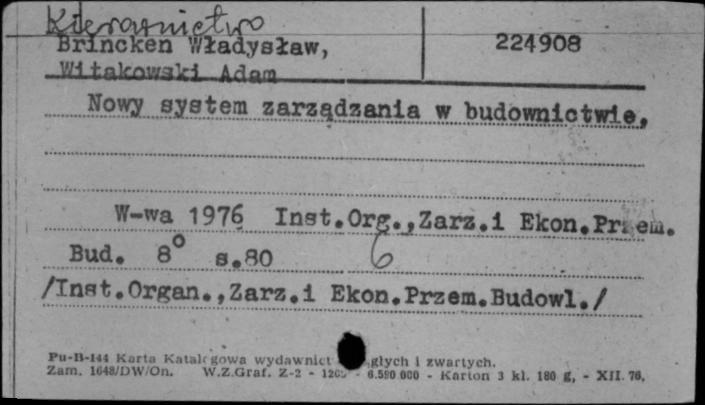 Kierownictwo
Brincken Władysław, 224908
Witakowski Adam
Nowy system zarządzania w budownictwie.
W-wa 1976 Inst.Org.,Zarz.i Ekon.Przem.
Bud. 8° s.80 6
/Inst.Organ.,Zarz.i Ekon.Przem.Budowl./
Pu-B-144 Karta Katalogowa wydawnict głych i zwartych.
Zam. 1648/DW/On. W.Z.Graf. Z-2 - 6.590.000 - Karton 3 kl. 180 g, - XII. 76.